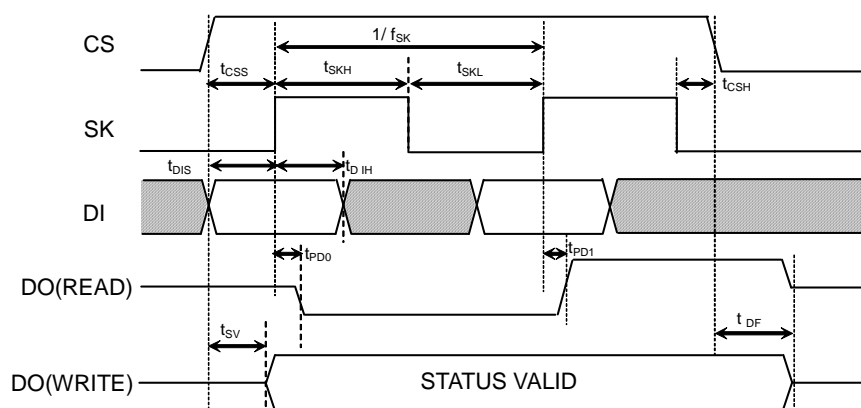 CS
1/ fSK
tCSS
tSKH
tSKL
tCSH
SK
tDIS
tD IH
DI
tPD0
tPD1
DO(READ)
tSV
t DF
DO(WRITE)
STATUS VALID